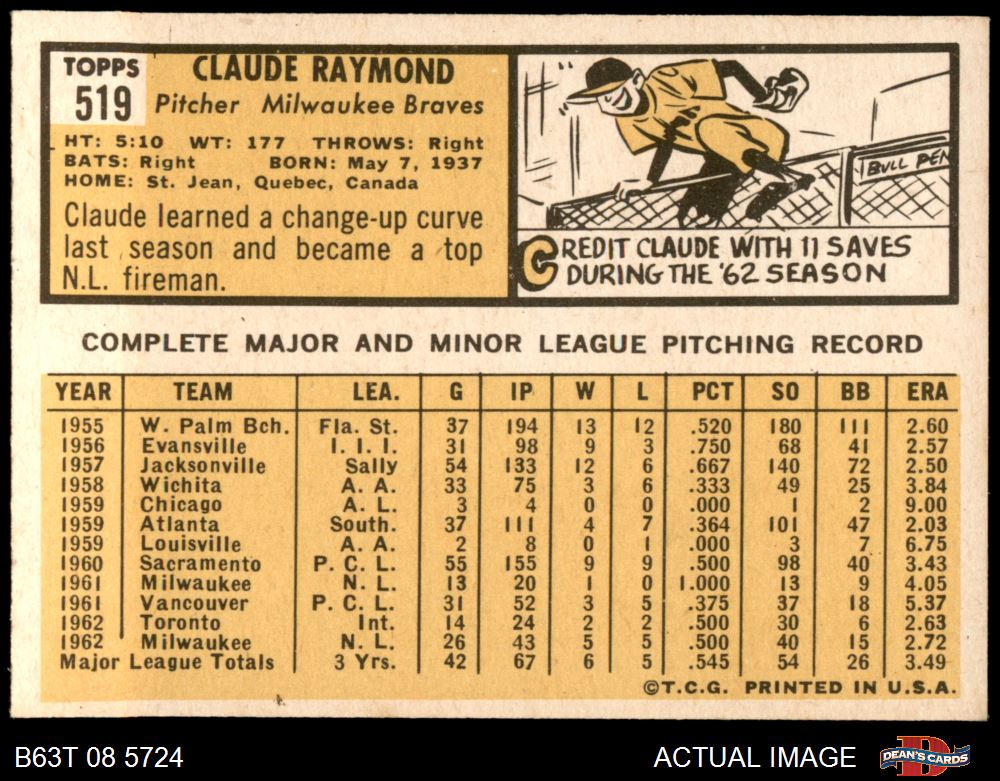 TOPPS
519
CLAUDE RAYMOND
Pitcher Milwaukee Braves
HT: 5:10 WT: 177 THROWS: Right
BATS: Right BORN: May 7, 1937
HOME: St. Jean, Quebec, Canada
Claude learned a change-up curve
last season and became a top
N.L. fireman.
BULL PEN
CREDIT CLAUDE WITH 11 SAVES
DURING THE '62 SEASON
COMPLETE MAJOR AND MINOR LEAGUE PITCHING RECORD
YEAR TEAM LEA. G IP W L PCT SO BB ERA
1955 W. Palm Bch. Fla. St. 37 194 13 12 .520 180 111 2.60
1956 Evansville I. I. I. 31 98 9 3 .750 68 41 2.57
1957 Jacksonville Sally 54 133 12 6 .667 140 72 2.50
1958 Wichita A. A. 33 75 3 6 .333 49 25 3.84
1959 Chicago A. L. 3 4 0 0 .000 1 2 9.00
1959 Atlanta South. 37 111 4 7 .364 101 47 2.03
1959 Louisville A. A. 2 8 0 1 .000 3 7 6.75
1960 Sacramento P. C. L. 55 155 9 9 .500 98 40 3.43
1961 Milwaukee N. L. 13 20 1 0 1.000 13 9 4.05
1961 Vancouver P. C. L. 31 52 3 5 .375 37 18 5.37
1962 Toronto Int. 14 24 2 2 .500 30 6 2.63
1962 Milwaukee N. L. 26 43 5 5 .500 40 15 2.72
Major League Totals 3 Yrs. 42 67 6 5 .545 54 26 3.49
©T.C.G. PRINTED IN U.S.A.
B63T 08 5724
ACTUAL IMAGE
DEAN'S CARDS